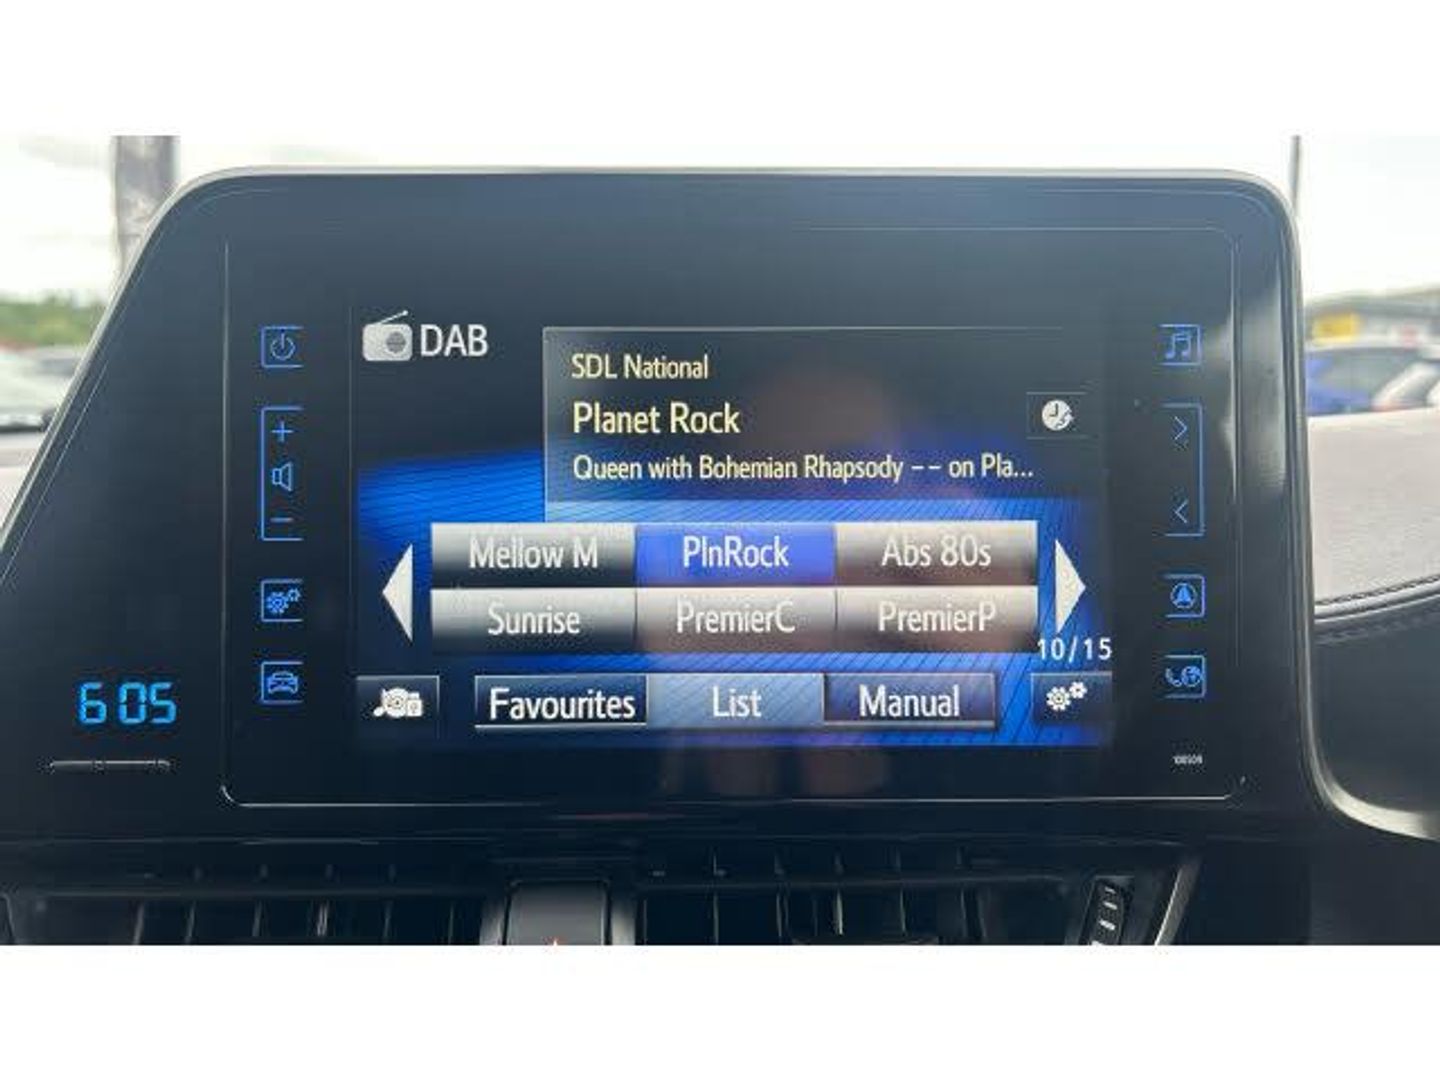 DAB
SDL National
Planet Rock
Queen with Bohemian Rhapsody -- on Pla...
Mellow M PlnRock Abs 80s
Sunrise PremierC PremierP
10/15
Favourites List Manual
6:05